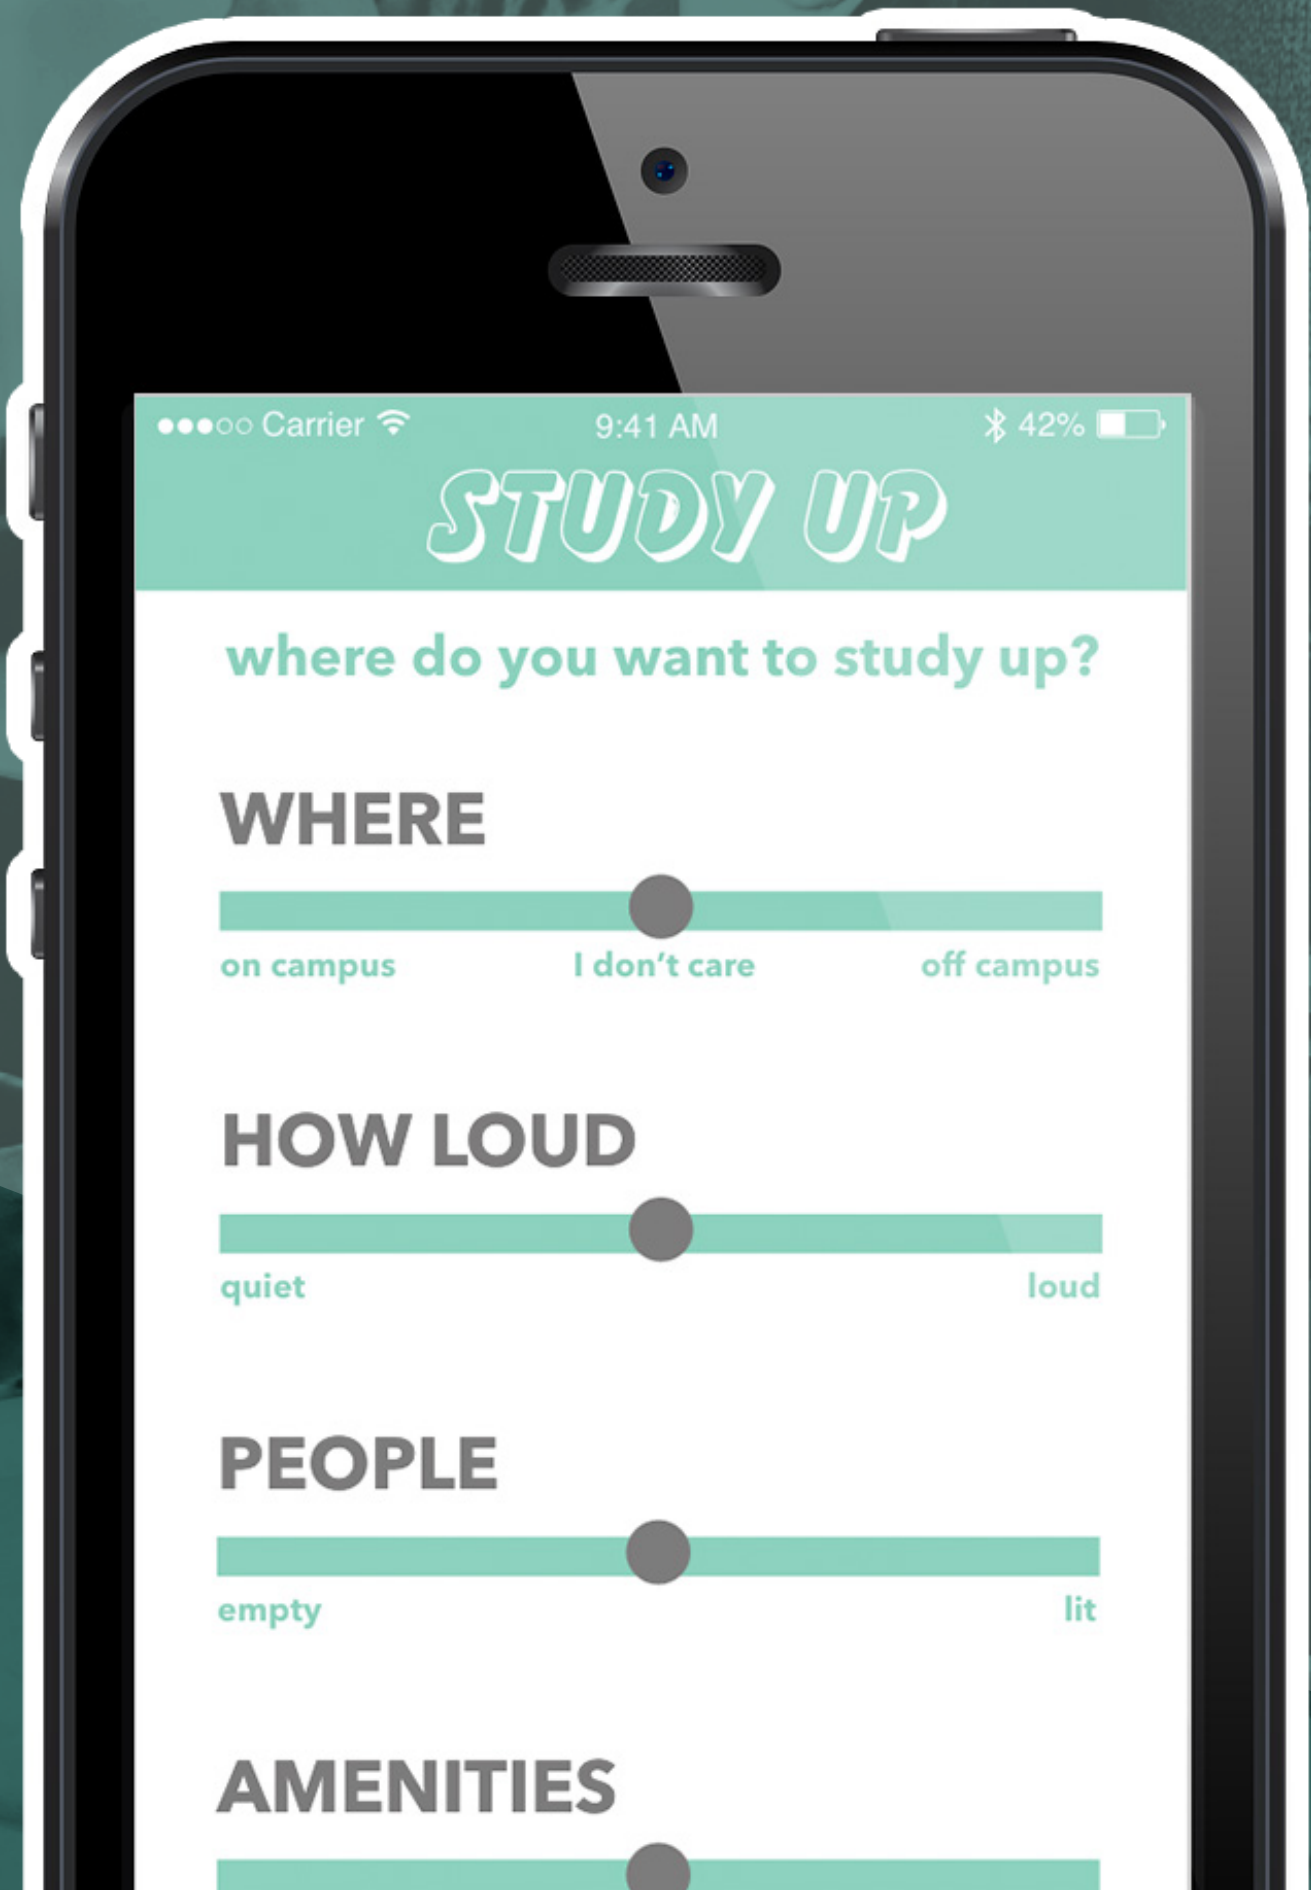 Carrier 9:41 AM 42%
STUDY UP
where do you want to study up?
WHERE
on campus I don't care off campus
HOW LOUD
quiet loud
PEOPLE
empty lit
AMENITIES